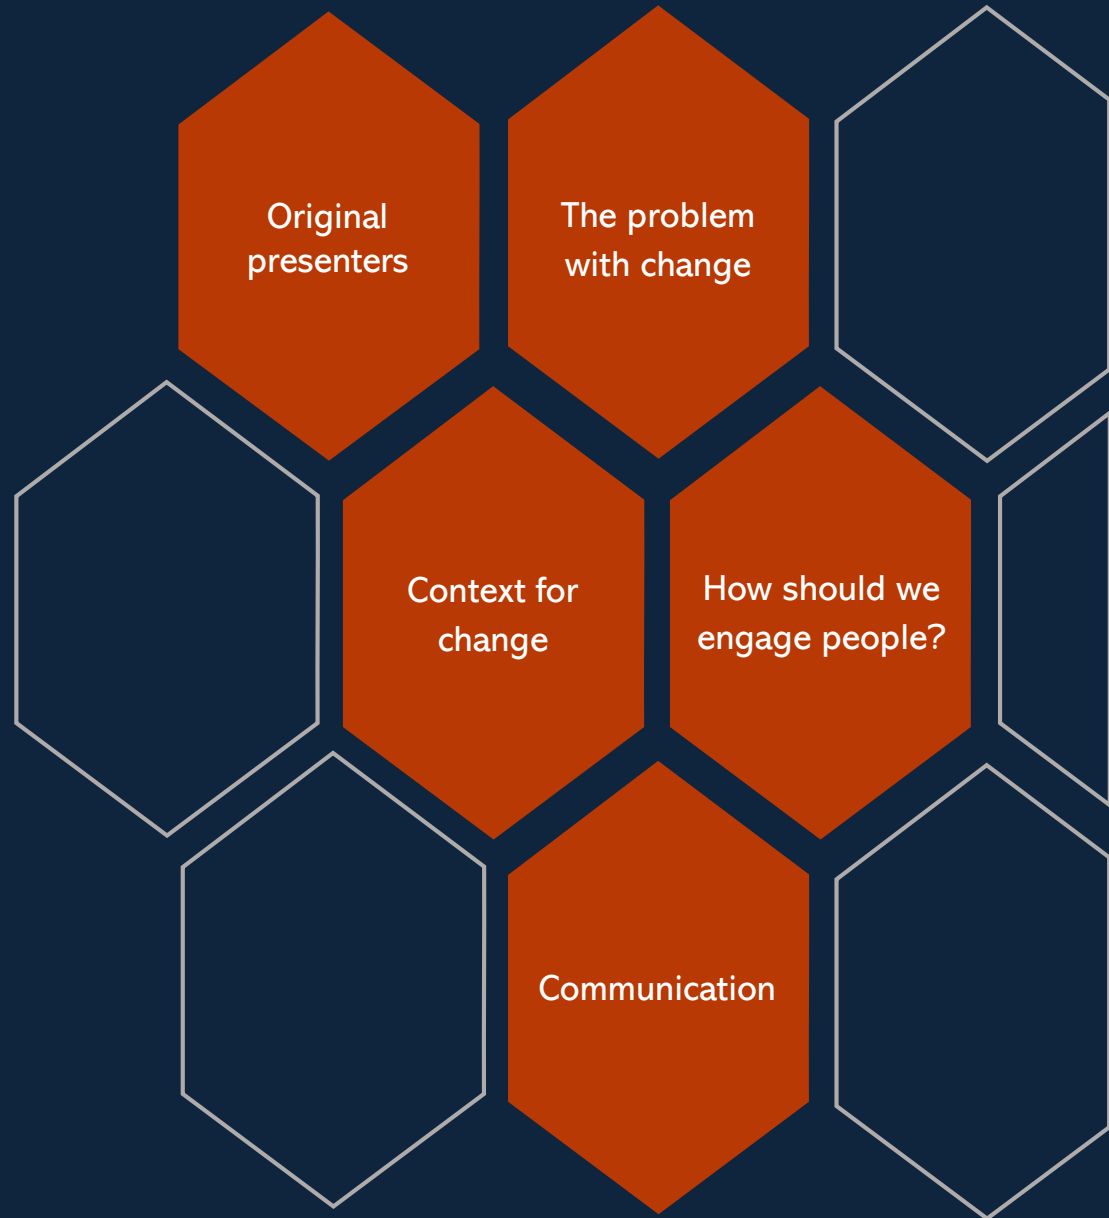 Original
presenters
The problem
with change
Context for
change
How should we
engage people?
Communication